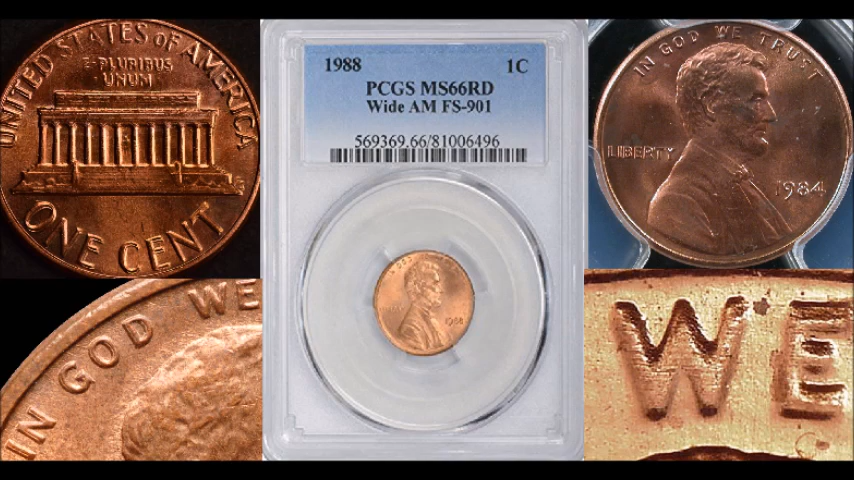 UNITED STATES OF AMERICA
E·PLURIBUS
UNUM
ONE CENT
IN GOD WE
1988 1C
PCGS MS66RD
Wide AM FS-901
569369.66/81006496
1988
IN GOD WE TRUST
LIBERTY
1984
WE